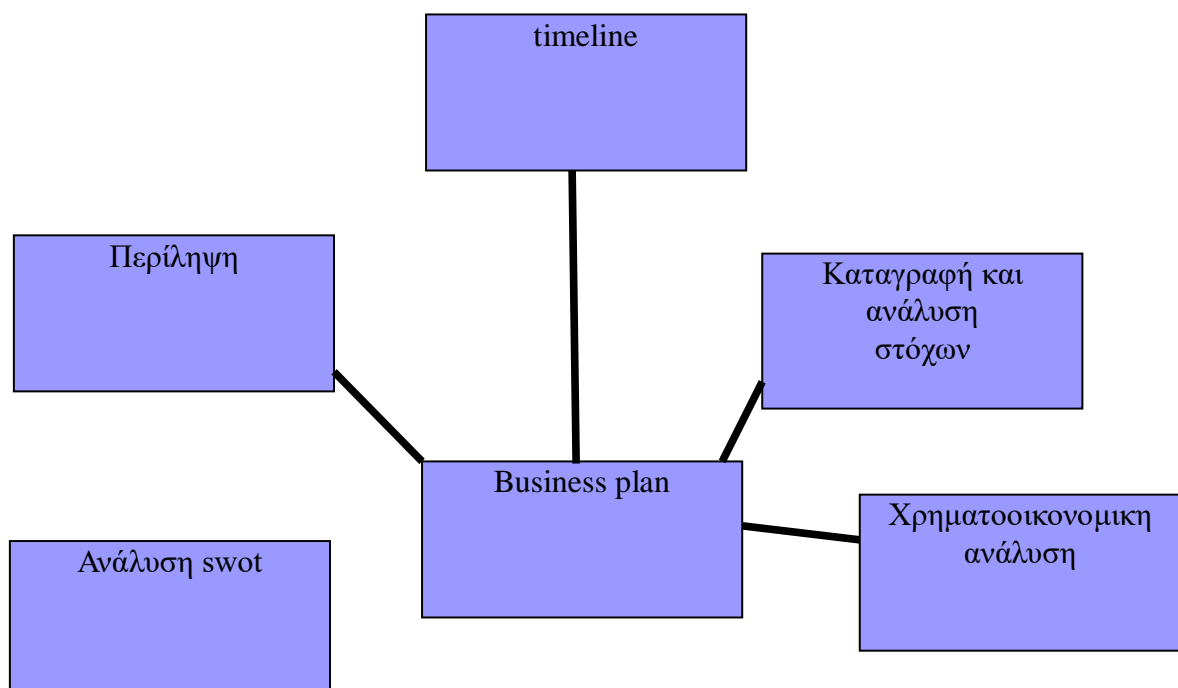 timeline
Περίληψη
Καταγραφή και
ανάλυση
στόχων
Business plan
Χρηματοοικονομικη
ανάλυση
Ανάλυση swot